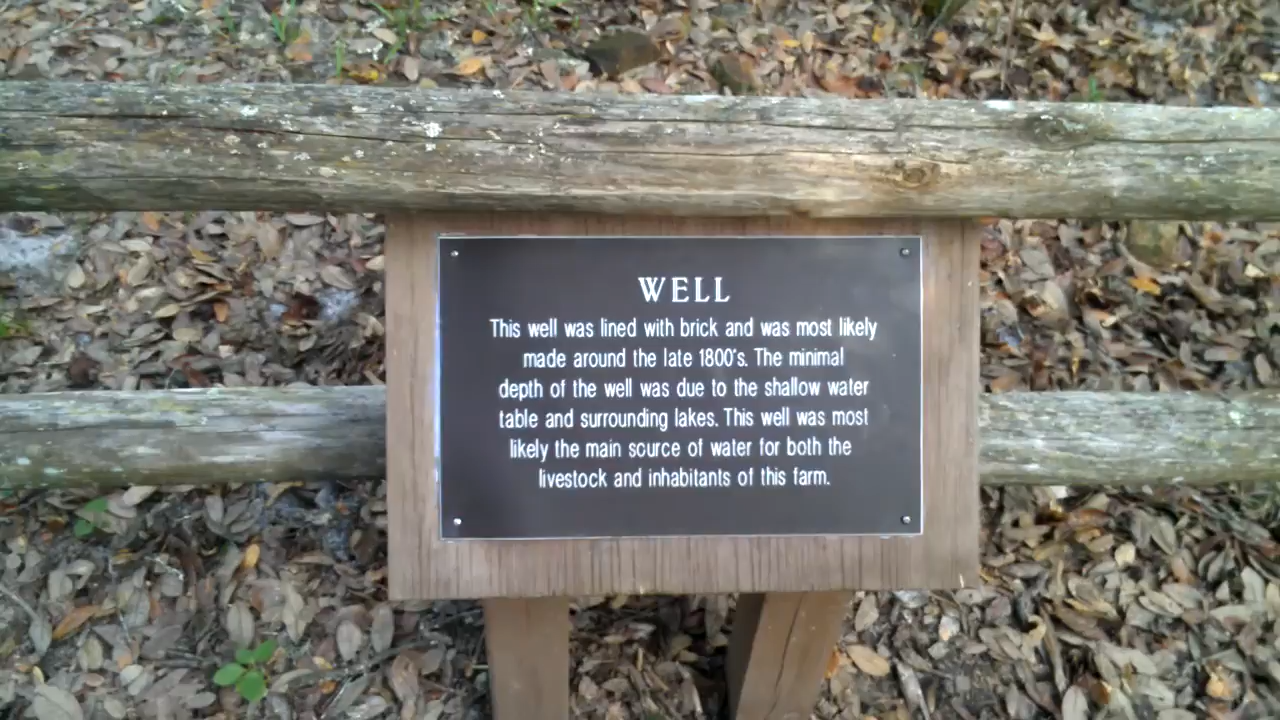 WELL
This well was lined with brick and was most likely
made around the late 1800's. The minimal
depth of the well was due to the shallow water
table and surrounding lakes. This well was most
likely the main source of water for both the
livestock and inhabitants of this farm.